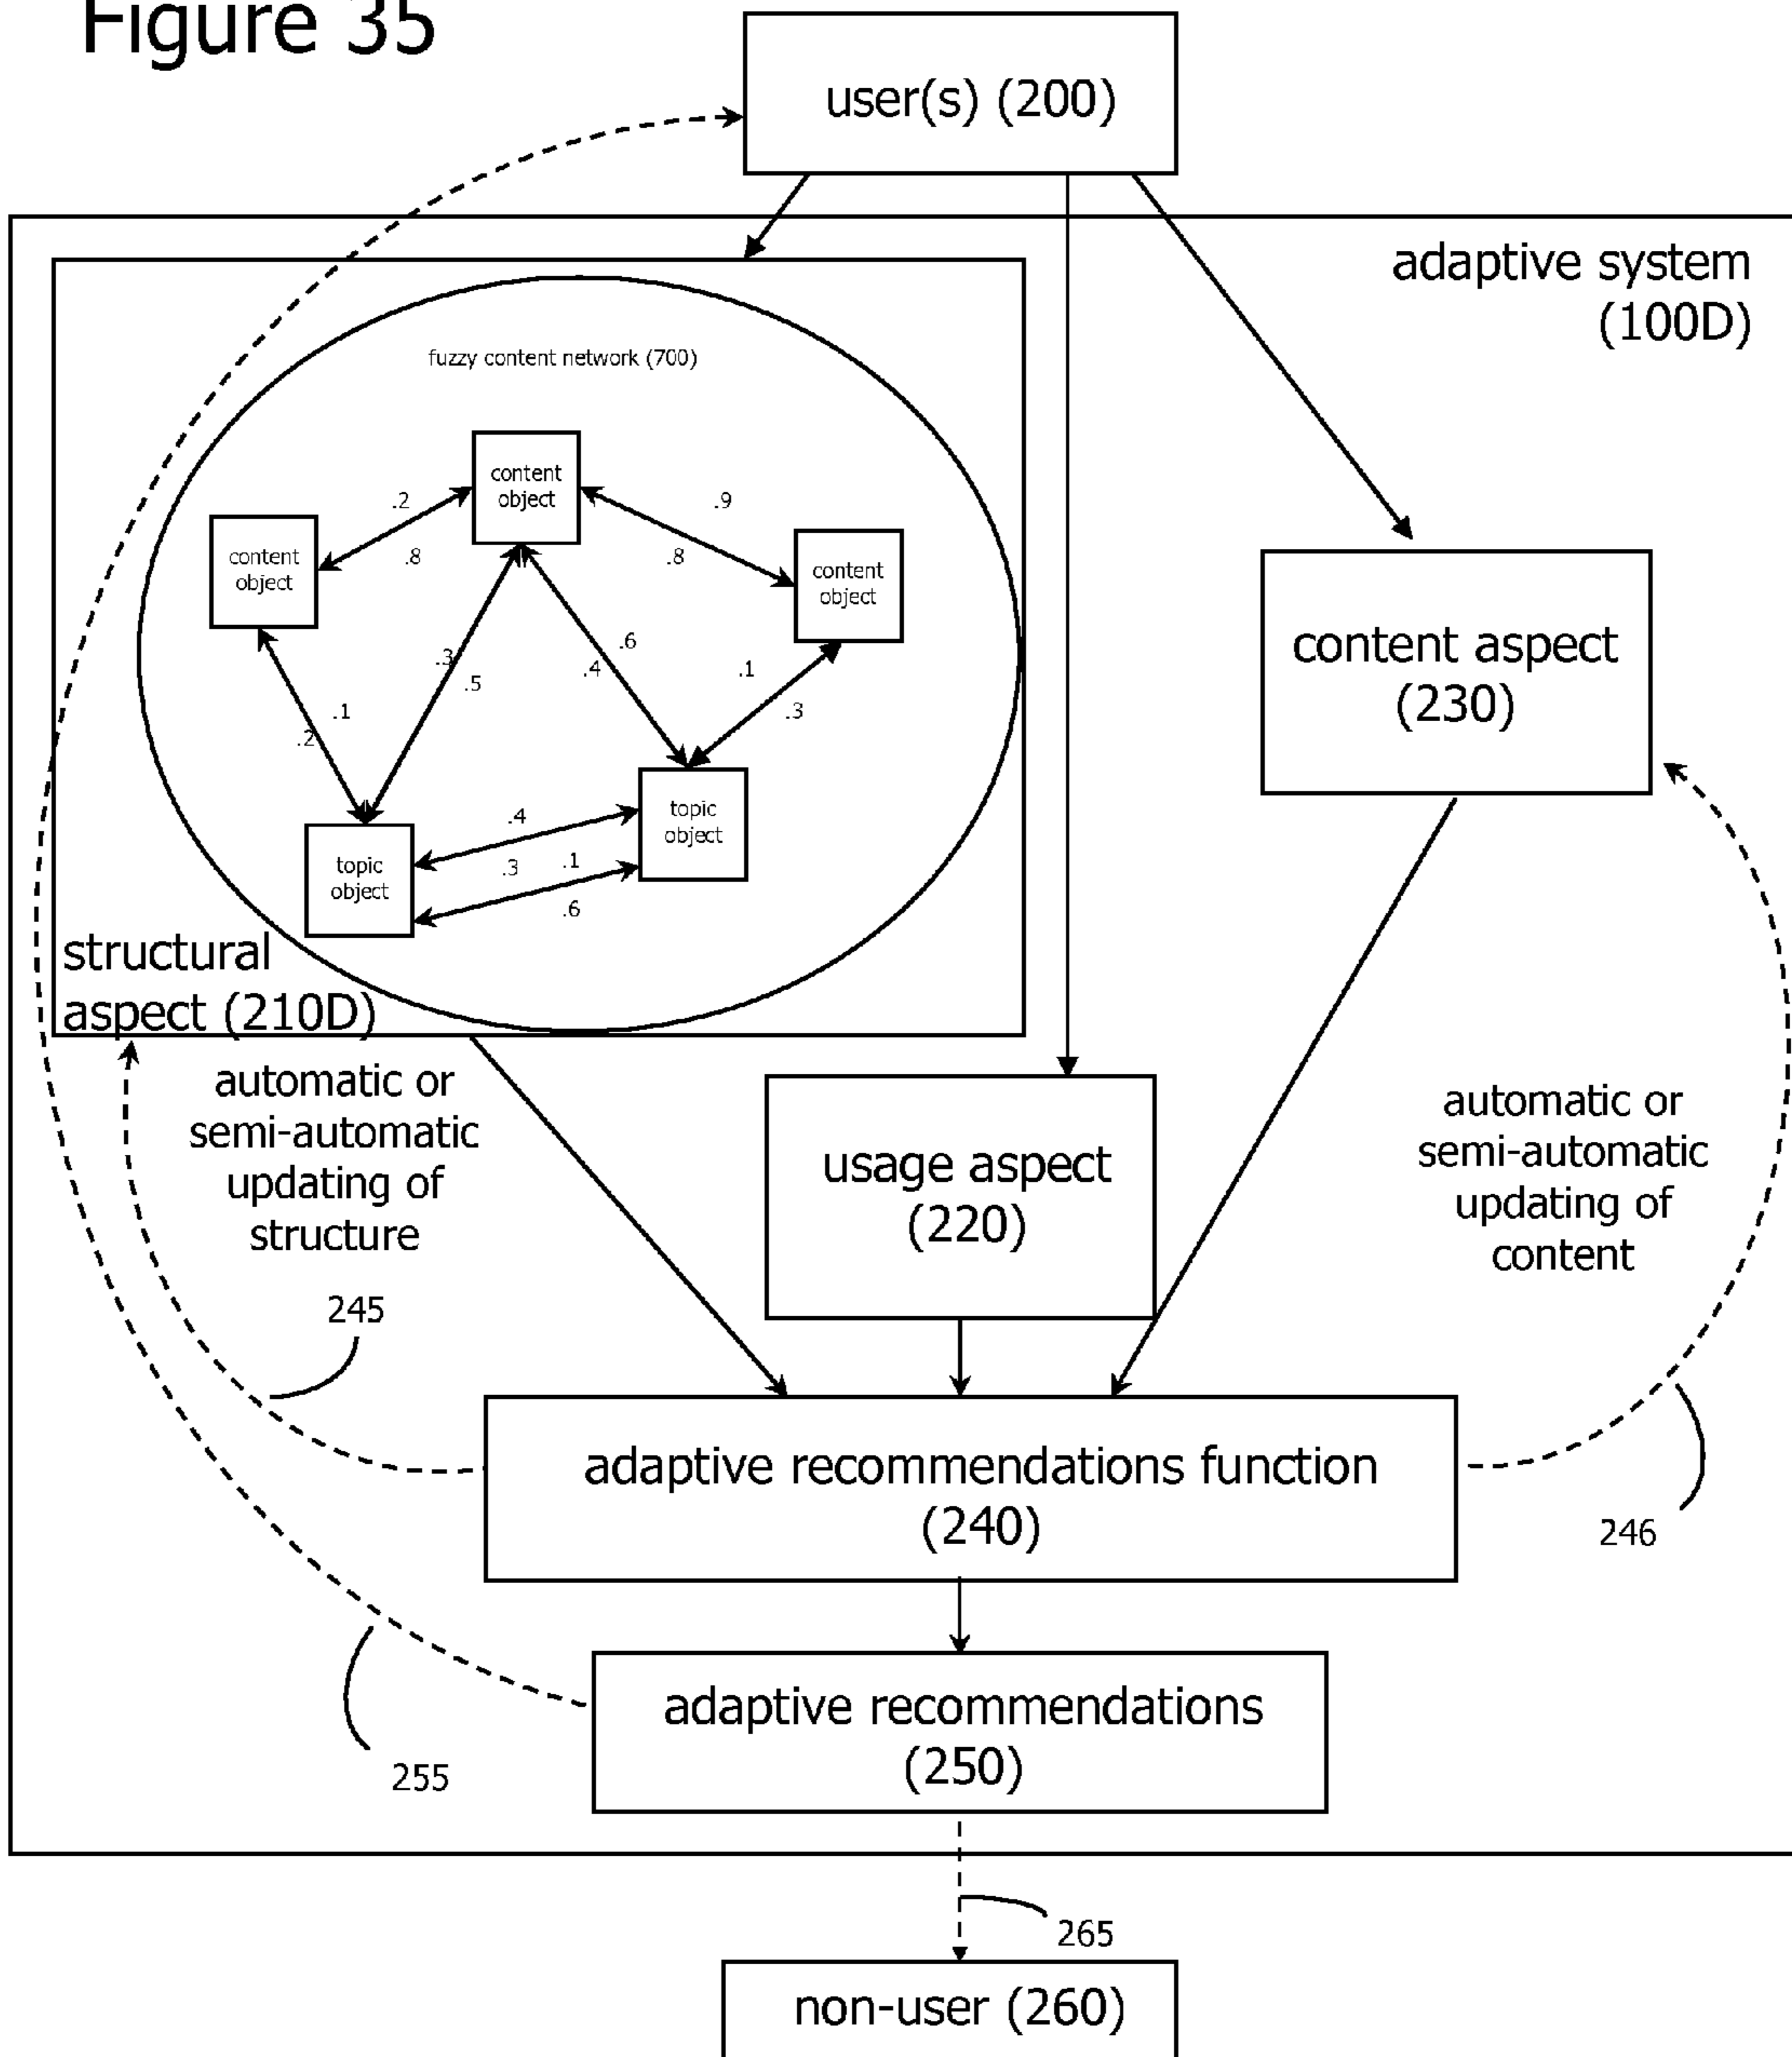 Figure 35
user(s) (200)
adaptive system
(100D)
fuzzy content network (700)
content
object
.2
.9
content
object
.8
.8
content
object
.6
.3
.4
.1
.5
.1
.3
.2
content aspect
(230)
topic
object
.4
.3
.1
topic
object
.6
structural
aspect (210D)
automatic or
semi-automatic
updating of
structure
usage aspect
(220)
automatic or
semi-automatic
updating of
content
245
adaptive recommendations function
(240)
246
adaptive recommendations
(250)
255
265
non-user (260)